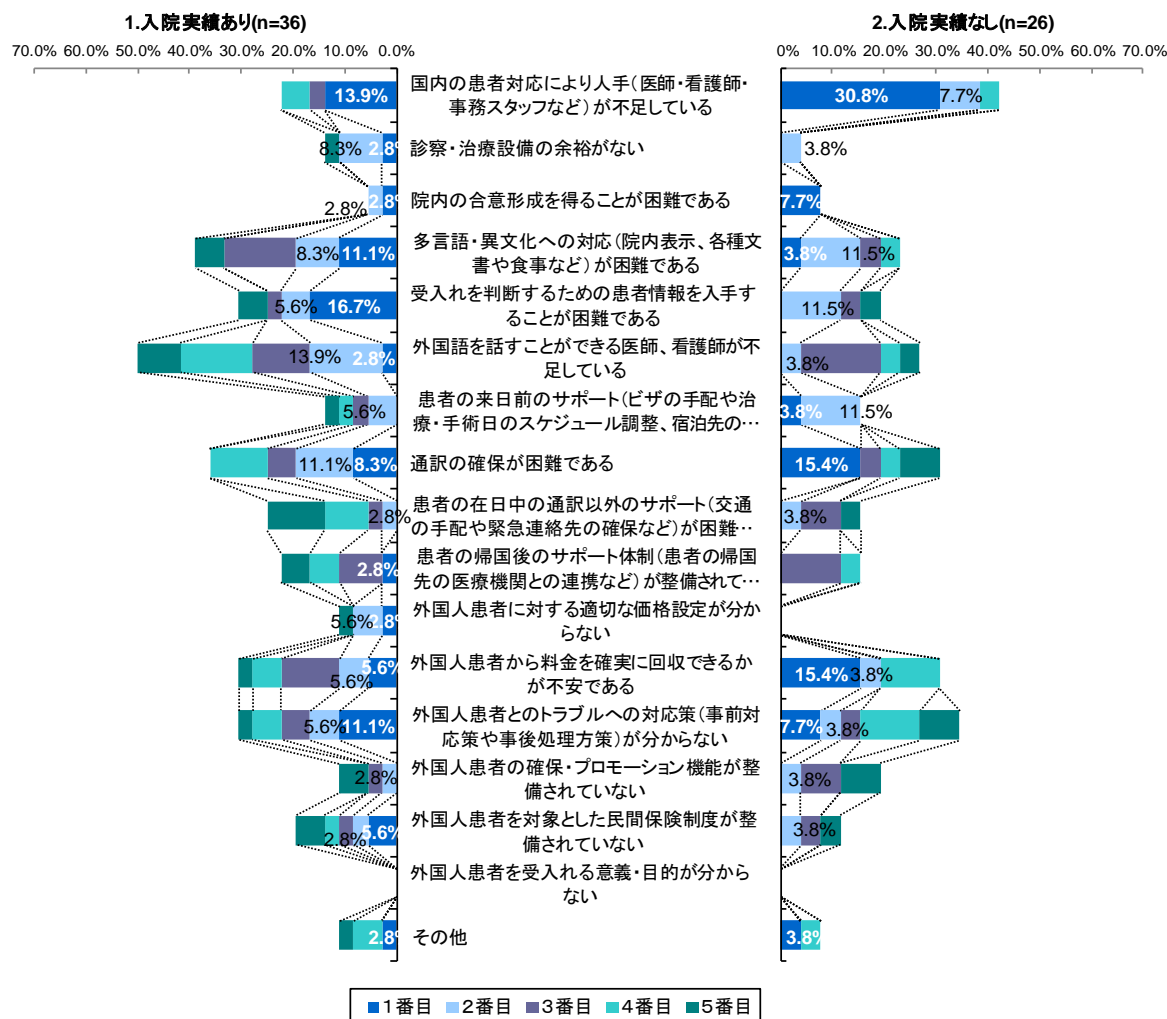 1.入院実績あり(n=36)
2.入院実績なし(n=26)
70.0% 60.0% 50.0% 40.0% 30.0% 20.0% 10.0% 0.0%
0% 10.0% 20.0% 30.0% 40.0% 50.0% 60.0% 70.0%
13.9%
国内の患者対応により人手(医師・看護師・
事務スタッフなど)が不足している
30.8% 7.7%
8.3% 2.8%
診察・治療設備の余裕がない
3.8%
2.8% 2.8%
院内の合意形成を得ることが困難である
7.7%
8.3% 11.1%
多言語・異文化への対応(院内表示、各種文
書や食事など)が困難である
3.8% 11.5%
5.6% 16.7%
受入れを判断するための患者情報を入手す
ることが困難である
11.5%
13.9% 2.8%
外国語を話すことができる医師、看護師が不
足している
3.8%
5.6%
患者の来日前のサポート(ビザの手配や治
療・手術日のスケジュール調整、宿泊先の…
3.8% 11.5%
11.1% 8.3%
通訳の確保が困難である
15.4%
2.8%
患者の在日中の通訳以外のサポート(交通
の手配や緊急連絡先の確保など)が困難…
3.8%
2.8%
患者の帰国後のサポート体制(患者の帰国
先の医療機関との連携など)が整備されて…
5.6% 2.8%
外国人患者に対する適切な価格設定が分か
らない
5.6% 5.6%
外国人患者から料金を確実に回収できるか
が不安である
15.4% 3.8%
5.6% 11.1%
外国人患者とのトラブルへの対応策(事前対
応策や事後処理方策)が分からない
7.7% 3.8%
2.8%
外国人患者の確保・プロモーション機能が整
備されていない
3.8%
2.8% 5.6%
外国人患者を対象とした民間保険制度が整
備されていない
3.8%
外国人患者を受入れる意義・目的が分から
ない
2.8%
その他
3.8%
1番目 2番目 3番目 4番目 5番目